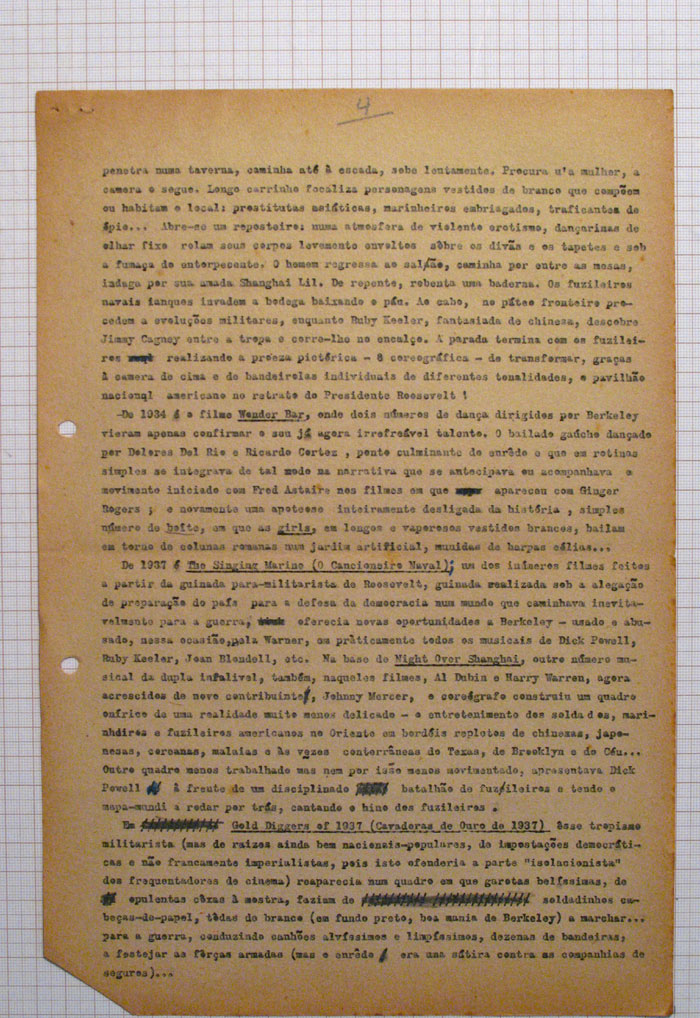 4
penetra numa taverna, caminha até à escada, sobe lentamente. Procura u'a mulher, a
camera o segue. Longo carrinho focaliza personagens vestidos de branco que compõem
ou habitam o local: prostitutas asiáticas, marinheiros embriagados, traficantes de
ópio... Abre-se um reposteiro: numa atmosfera de violento erotismo, dançarinas de
olhar fixo rolam seus corpos levemente envoltos sôbre os divãs e os tapetes e sob
a fumaça do entorpecente. O homem regressa ao salão, caminha por entre as mesas,
indaga por sua amada Shanghai Lil. De repente, rebenta uma baderna. Os fuzileiros
navais ianques invadem a bodega baixando o páu. Ao cabo, no páteo fronteiro pro-
cedem a evoluções militares, enquanto Ruby Keeler, fantasiada de chinesa, descobre
Jimmy Cagney entre a tropa e corre-lho no encalço. A parada termina com os fuzilei-
ros realizando a proeza pictórica - e coreográfica - de transformar, graças
à camera de cima e de bandeirolas individuais de diferentes tonalidades, o pavilhão
nacional americano no retrato do Presidente Roosevelt !
-De 1934 é o filme Wonder Bar, onde dois números de dança dirigidos por Berkeley
vieram apenas confirmar o seu já agora irrefreável talento. O bailado gaúcho dançado
por Dolores Del Rio e Ricardo Cortez , ponto culminante do enrêdo e que em rotinas
simples se integrava de tal modo na narrativa que se antecipava ou acompanhava o
movimento iniciado com Fred Astaire nos filmes em que apareceu com Ginger
Rogers ; e novamente uma apoteose inteiramente desligada da história , simples
número de boite, em que as girls, em longos e vaporosos vestidos brancos, bailam
em torno de colunas romanas num jardim artificial, munidas de harpas eólias...
De 1937 é The Singing Marine (O Cancioneiro Naval); um dos inúmeros filmes feitos
a partir da guinada para-militarista de Roosevelt, guinada realizada sob a alegação
de preparação do país para a defesa da democracia num mundo que caminhava inevita-
velmente para a guerra, oferecia novas oportunidades a Berkeley - usado e abu-
sado, nessa ocasião, pela Warner, em pràticamente todos os musicais de Dick Powell,
Ruby Keeler, Joan Blondell, etc. Na base de Night Over Shanghai, outro número mu-
sical da dupla infalivel, também, naqueles filmes, Al Dubin e Harry Warren, agora
acrescidos de novo contribuinte, Johnny Mercer, o coreógrafo construiu um quadro
onfrico de uma realidade muito menos delicado - o entretenimento dos soldados, mari-
nheiros e fuzileiros americanos no Oriente em bordéis repletos de chinesas, japo-
nesas, coreanas, malaias e às vezes conterrâneas do Texas, de Brooklyn e do Céu...
Outro quadro menos trabalhado mas nem por isso menos movimentado, apresentava Dick
Powell à frente de um disciplinado batalhão de fuzileiros e tendo o
mapa-mundi a rodar por trás, cantando o hino dos fuzileiros .
Em Gold Diggers of 1937 (Cavadoras de Ouro de 1937) êsse tropismo
militarista (mas de raizes ainda bem nacionais-populares, de impostações democráti-
cas e não francamente imperialistas, pois isto ofenderia a parte "isolacionista"
dos frequentadores de cinema) reaparecia num quadro em que garotas belíssimas, de
opulentas côxas à mostra, faziam de soldadinhos ca-
beças-de-papel, tôdas de branco (em fundo preto, boa mania de Berkeley) a marchar...
para a guerra, conduzindo canhões alvíssimos e limpíssimos, dezenas de bandeiras,
a festejar as fôrças armadas (mas o enrêdo era uma sátira contra as companhias de
seguros)...